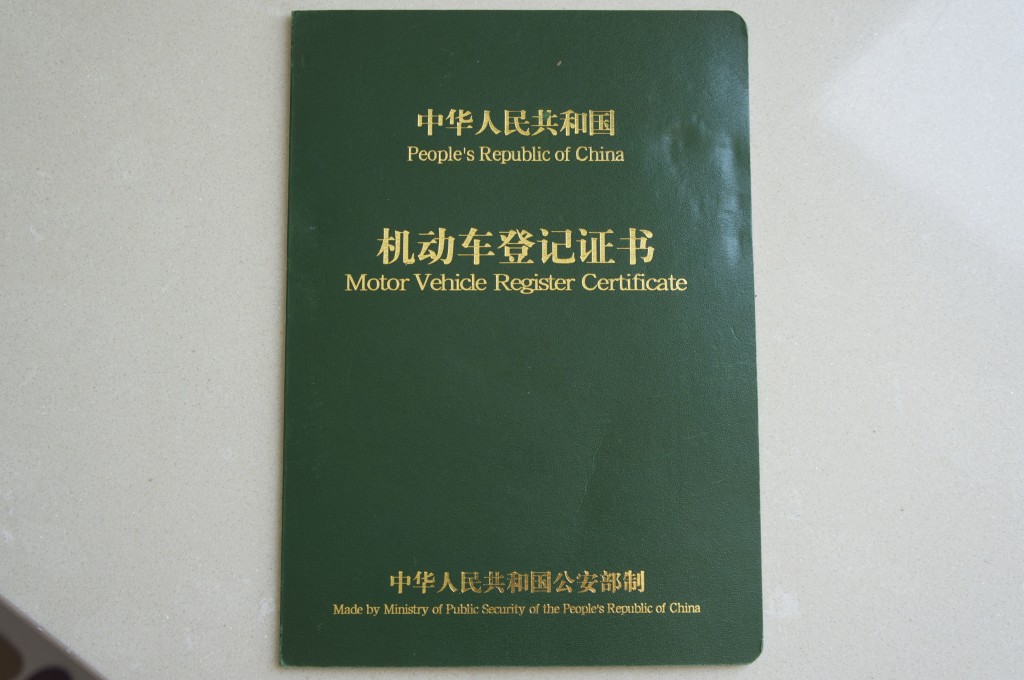 中华人民共和国
People's Republic of China
机动车登记证书
Motor Vehicle Register Certificate
中华人民共和国公安部制
Made by Ministry of Public Security of the People's Republic of China